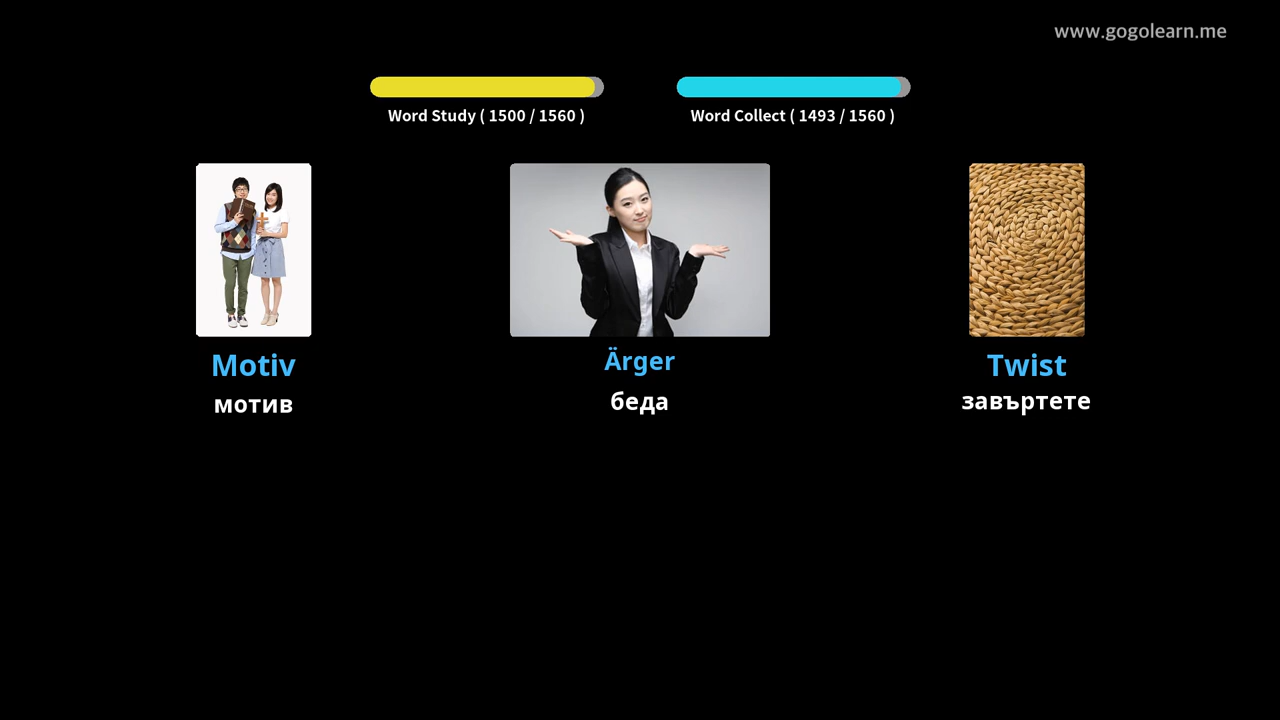 www.gogolearn.me
Word Study ( 1500 / 1560 )
Word Collect ( 1493 / 1560 )
Motiv
мотив
Ärger
беда
Twist
завъртете